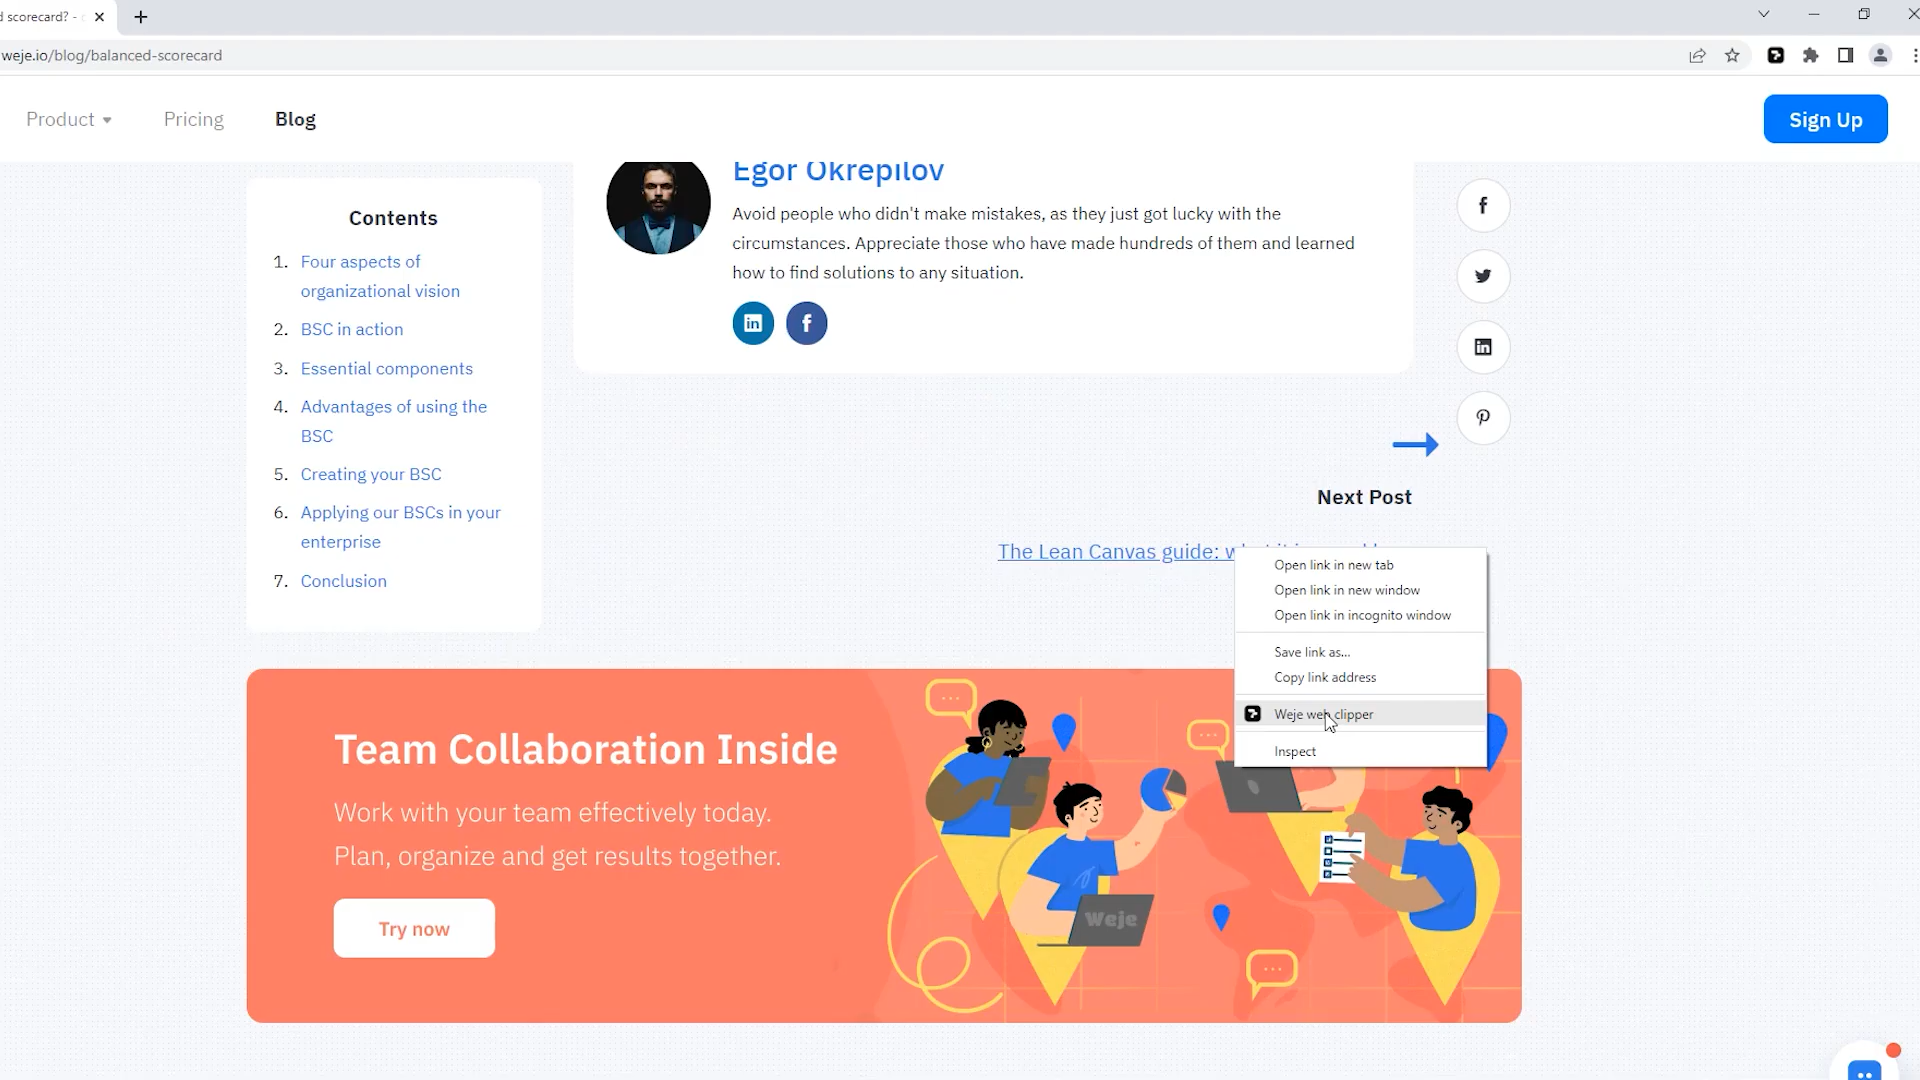 d scorecard? -
weje.io/blog/balanced-scorecard
Product
Pricing
Blog
Sign Up
Contents
1. Four aspects of
organizational vision
2. BSC in action
3. Essential components
4. Advantages of using the
BSC
5. Creating your BSC
6. Applying our BSCs in your
enterprise
7. Conclusion
Egor Okrepilov
Avoid people who didn't make mistakes, as they just got lucky with the
circumstances. Appreciate those who have made hundreds of them and learned
how to find solutions to any situation.
in
f
f
in
Next Post
The Lean Canvas guide:
Open link in new tab
Open link in new window
Open link in incognito window
Save link as...
Copy link address
Weje web clipper
Inspect
Team Collaboration Inside
Work with your team effectively today.
Plan, organize and get results together.
Try now
Weje